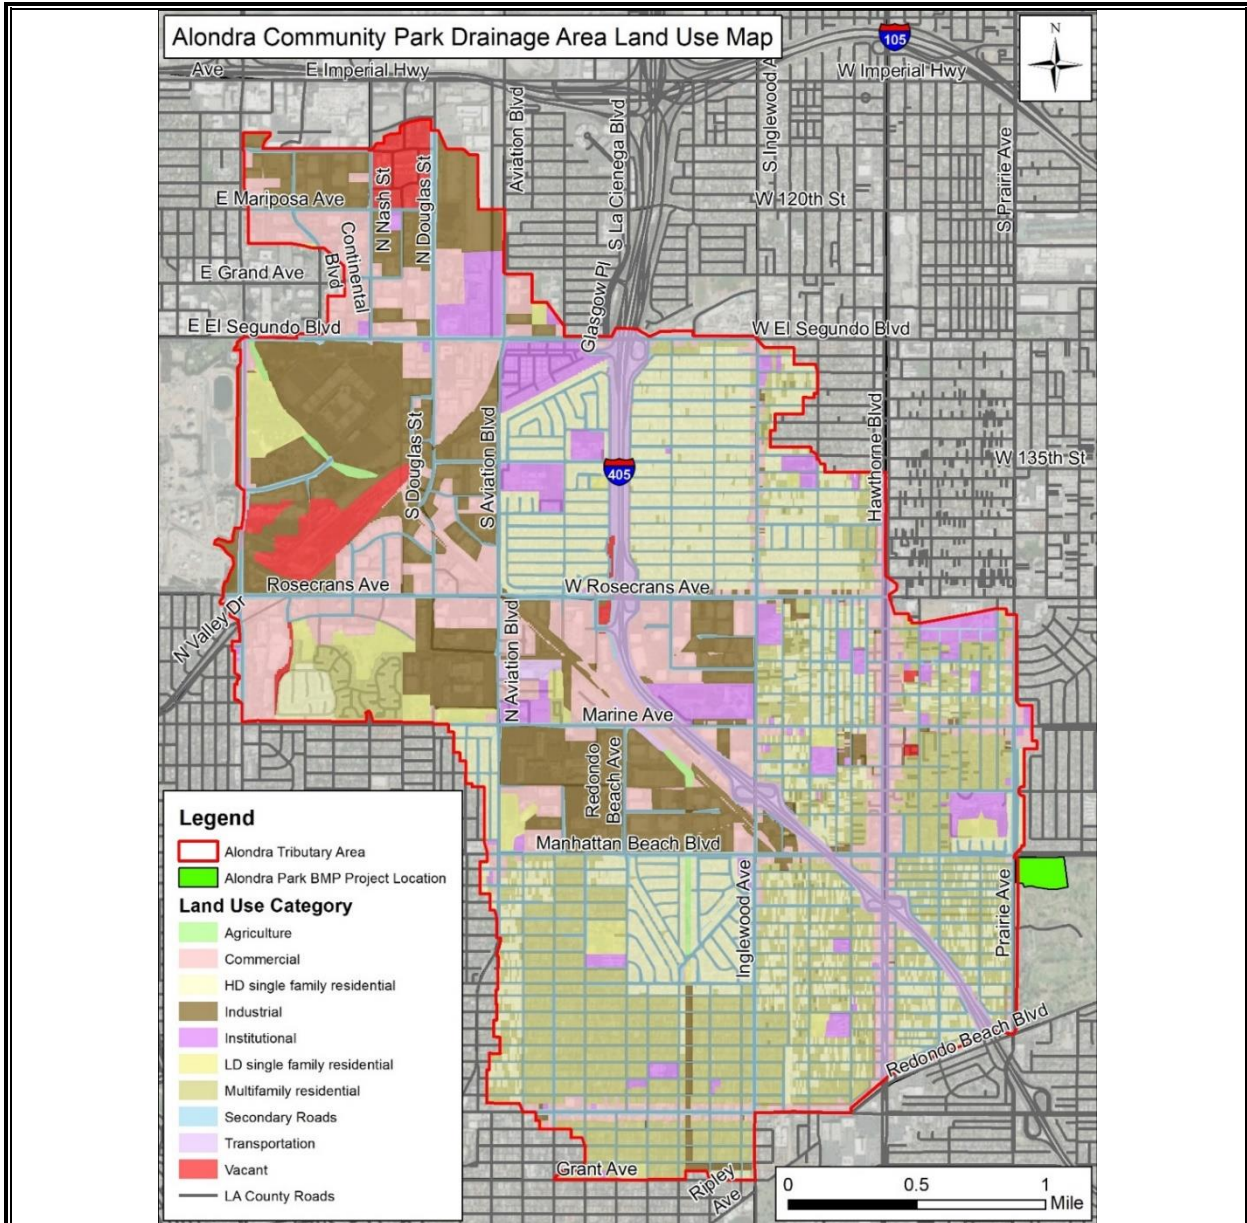 Alondra Community Park Drainage Area Land Use Map
N
105
Ave
E Imperial Hwy
W Imperial Hwy
Aviation Blvd
S La Cienega Blvd
S Inglewood A
S Prairie Ave
E Mariposa Ave
N Nash St
N Douglas St
W 120th St
Continental
Blvd
E Grand Ave
Glasgow Pl
E El Segundo Blvd
W El Segundo Blvd
S Douglas St
S Aviation Blvd
Hawthorne Blvd
W 135th St
405
Rosecrans Ave
W Rosecrans Ave
N Valley Dr
N Aviation Blvd
Marine Ave
Redondo
Beach Ave
Manhattan Beach Blvd
Inglewood Ave
Prairie Ave
Redondo Beach Blvd
Grant Ave
Ripley
Ave
Legend
Alondra Tributary Area
Alondra Park BMP Project Location
Land Use Category
Agriculture
Commercial
HD single family residential
Industrial
Institutional
LD single family residential
Multifamily residential
Secondary Roads
Transportation
Vacant
LA County Roads
0 0.5 1
Mile